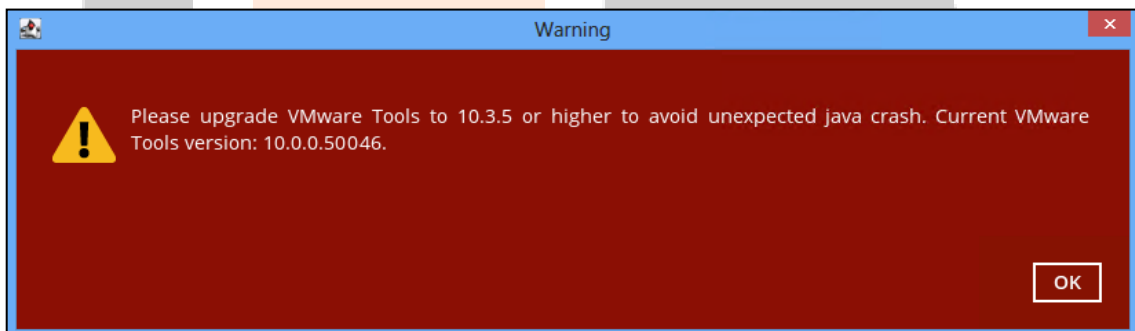 Warning
Please upgrade VMware Tools to 10.3.5 or higher to avoid unexpected java crash. Current VMware
Tools version: 10.0.0.50046.
OK